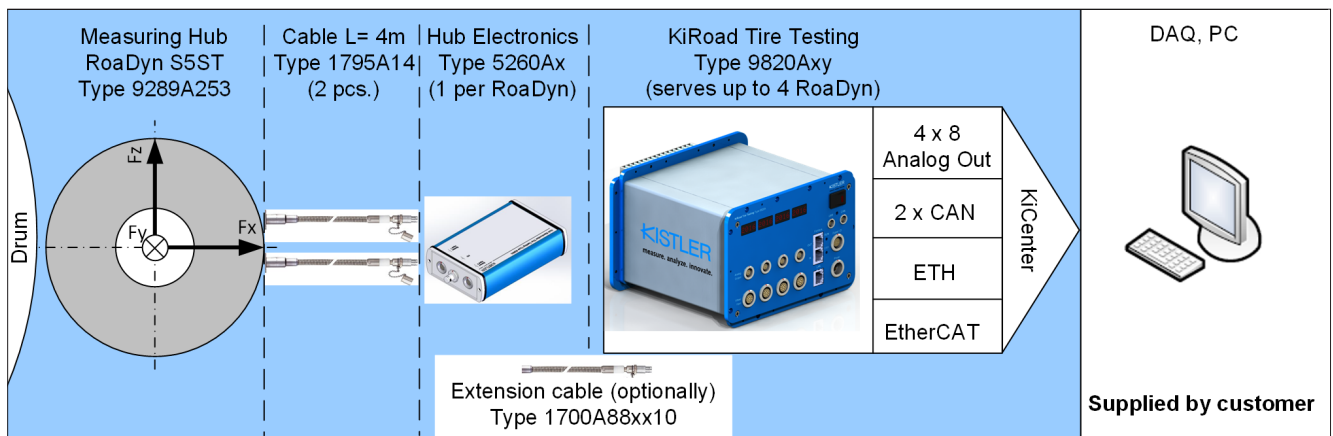 Measuring Hub
RoaDyn S5ST
Type 9289A253
Cable L= 4m
Type 1795A14
(2 pcs.)
Hub Electronics
Type 5260Ax
(1 per RoaDyn)
KiRoad Tire Testing
Type 9820Axy
(serves up to 4 RoaDyn)
DAQ, PC
Drum
Fz
Fy
Fx
KISTLER
measure. analyze. innovate.
KISTLER
4 x 8
Analog Out
2 x CAN
ETH
EtherCAT
KiCenter
Extension cable (optionally)
Type 1700A88xx10
Supplied by customer